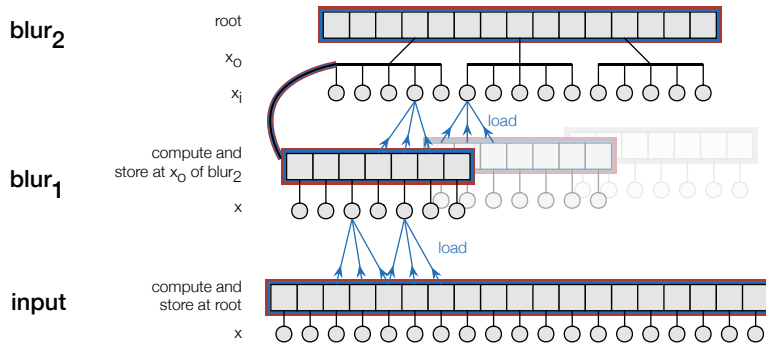 root
blur2
xo
xi
load
compute and
store at xo of blur2
blur1
x
load
compute and
store at root
input
x